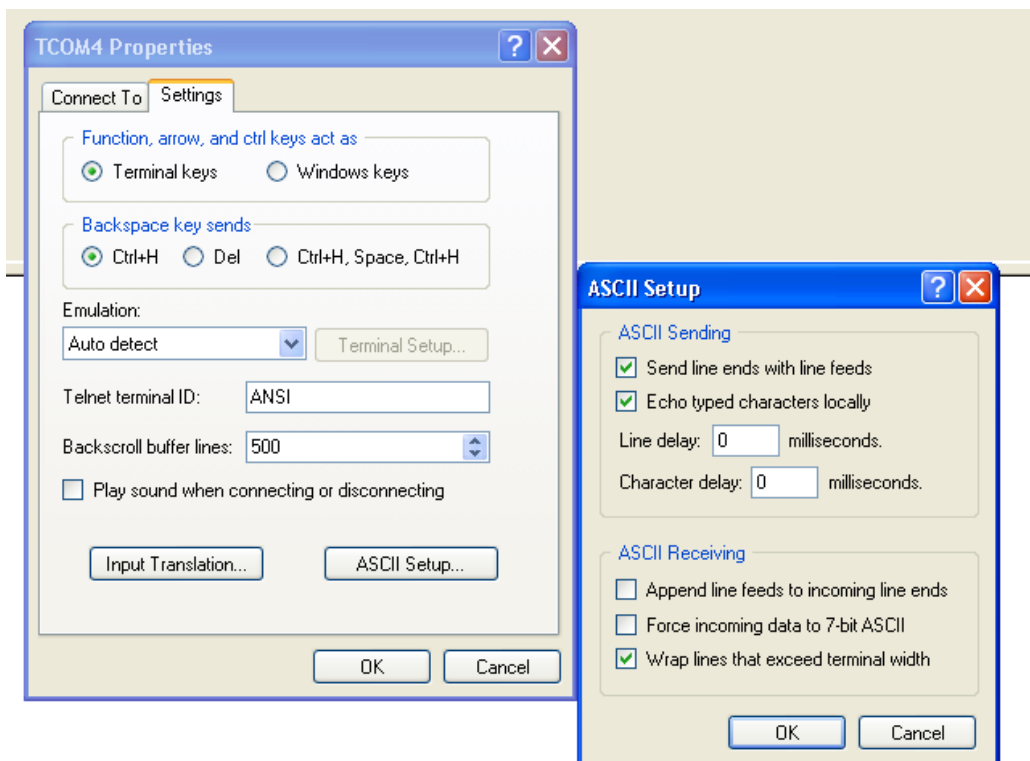 TCOM4 Properties
Connect To
Settings
Function, arrow, and ctrl keys act as
Terminal keys
Windows keys
Backspace key sends
Ctrl+H
Del
Ctrl+H, Space, Ctrl+H
Emulation:
Auto detect
Terminal Setup...
Telnet terminal ID:
ANSI
Backscroll buffer lines:
500
Play sound when connecting or disconnecting
Input Translation...
ASCII Setup...
OK
Cancel
ASCII Setup
ASCII Sending
Send line ends with line feeds
Echo typed characters locally
Line delay: 0 milliseconds.
Character delay: 0 milliseconds.
ASCII Receiving
Append line feeds to incoming line ends
Force incoming data to 7-bit ASCII
Wrap lines that exceed terminal width
OK
Cancel